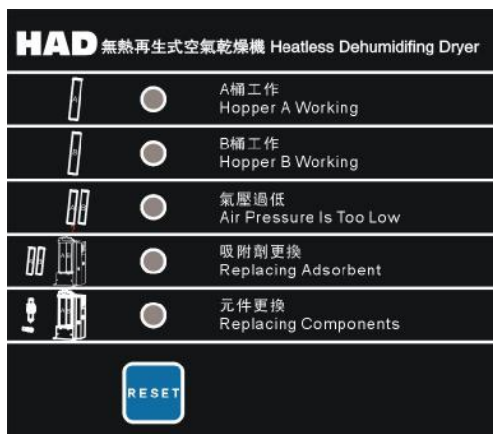 HAD 無熱再生式空氣乾燥機 Heatless Dehumidifing Dryer
A桶工作
Hopper A Working
B桶工作
Hopper B Working
氣壓過低
Air Pressure Is Too Low
吸附劑更換
Replacing Adsorbent
元件更換
Replacing Components
RESET